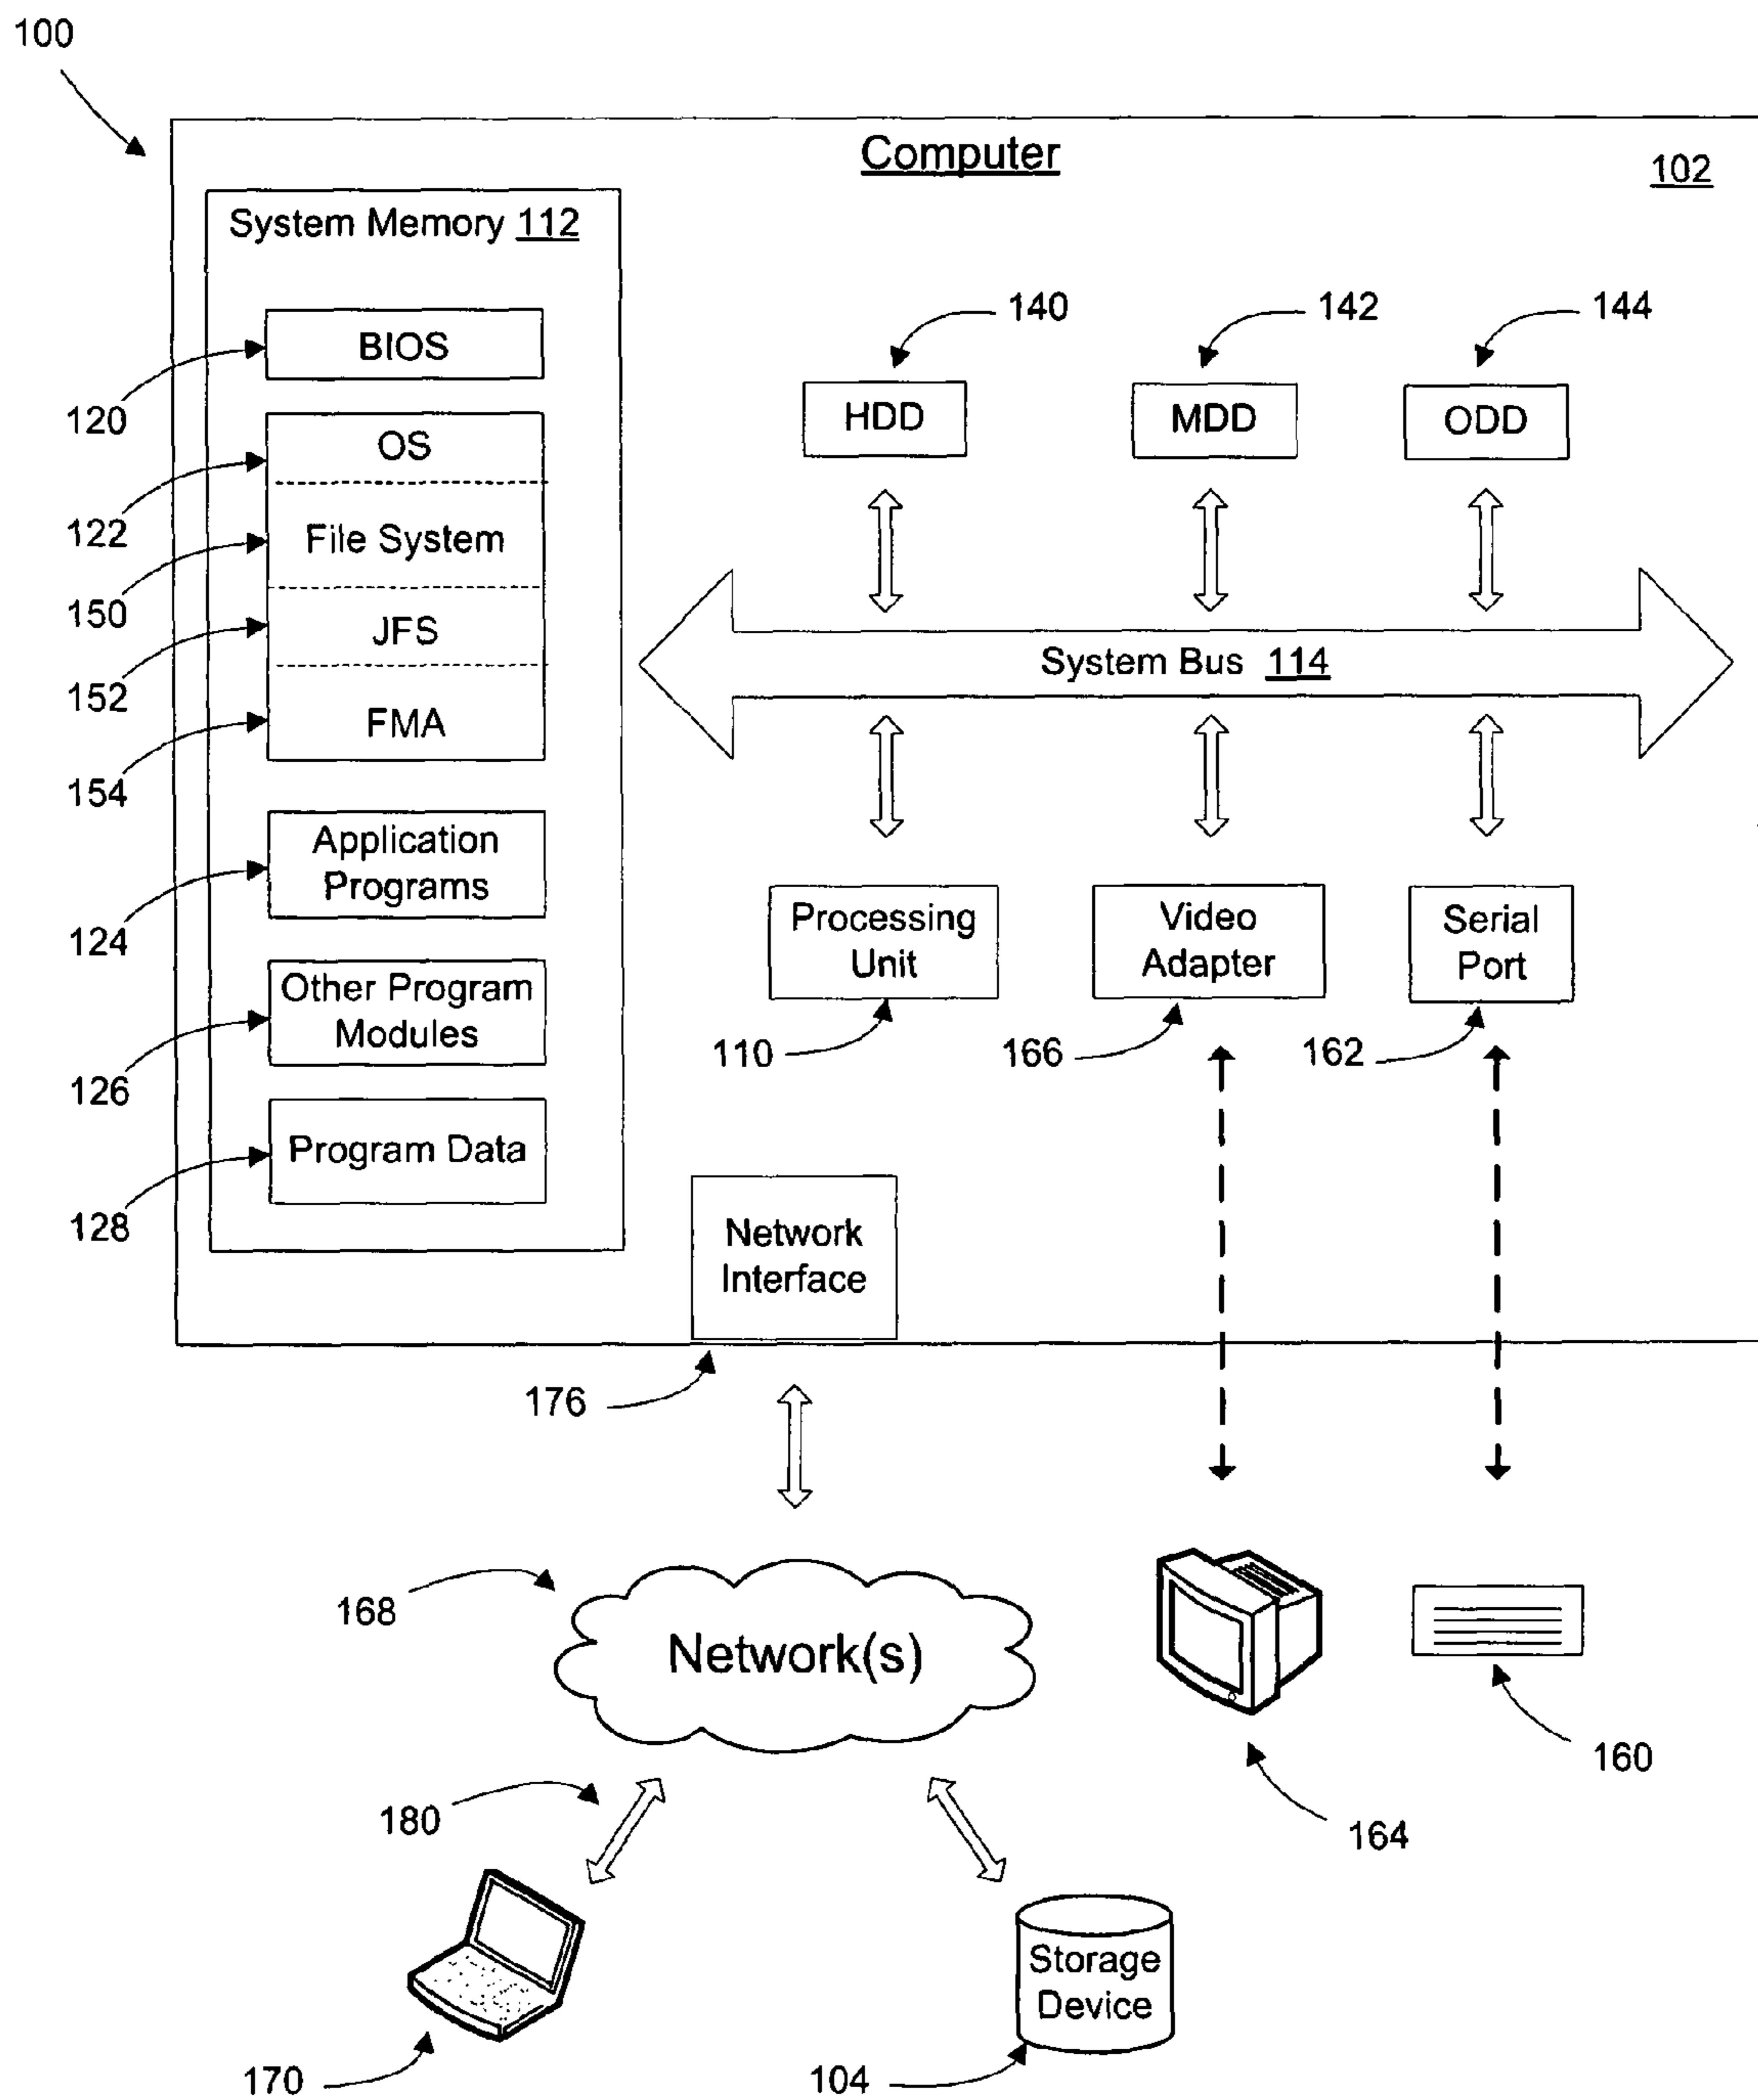 100
Computer
102
System Memory 112
BIOS
120
OS
122
File System
150
JFS
152
FMA
154
Application
Programs
124
Other Program
Modules
126
Program Data
128
140
142
144
HDD
MDD
ODD
System Bus 114
Processing
Unit
Video
Adapter
Serial
Port
110
166
162
Network
Interface
176
168
Network(s)
160
164
180
Storage
Device
170
104